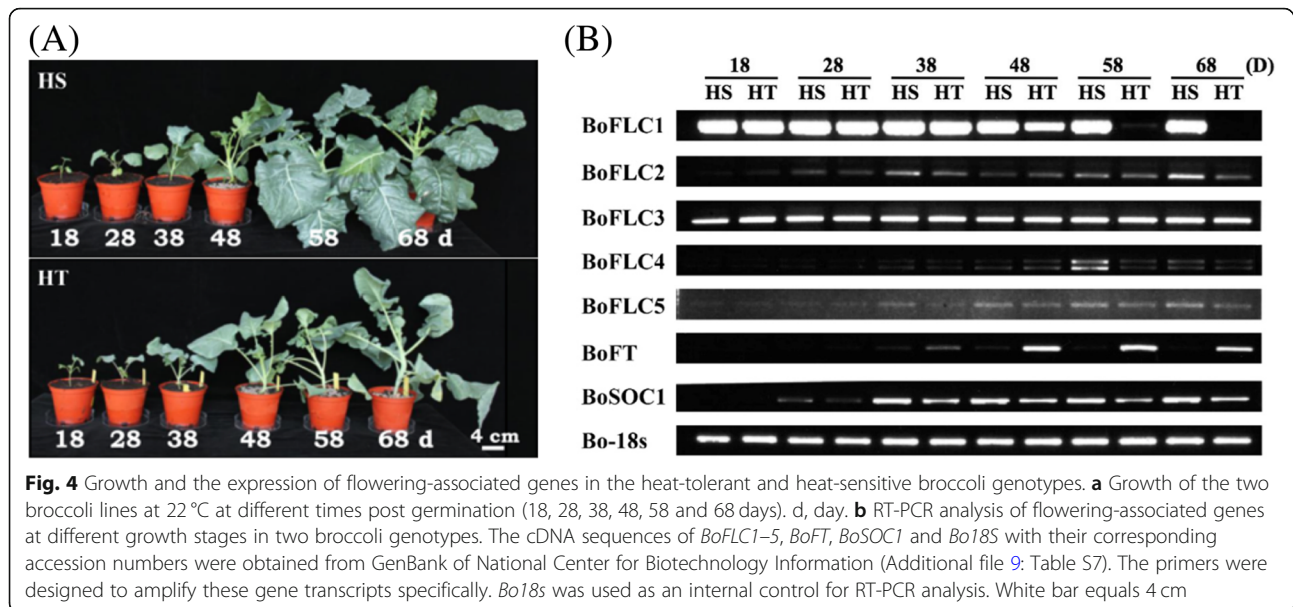 (A)
HS
18 28 38 48 58 68 d
HT
18 28 38 48 58 68 d
4 cm
(B)
18 28 38 48 58 68 (D)
HS HT HS HT HS HT HS HT HS HT HS HT
BoFLC1
BoFLC2
BoFLC3
BoFLC4
BoFLC5
BoFT
BoSOC1
Bo-18s
Fig. 4 Growth and the expression of flowering-associated genes in the heat-tolerant and heat-sensitive broccoli genotypes. a Growth of the two
broccoli lines at 22 °C at different times post germination (18, 28, 38, 48, 58 and 68 days). d, day. b RT-PCR analysis of flowering-associated genes
at different growth stages in two broccoli genotypes. The cDNA sequences of BoFLC1–5, BoFT, BoSOC1 and Bo18S with their corresponding
accession numbers were obtained from GenBank of National Center for Biotechnology Information (Additional file 9: Table S7). The primers were
designed to amplify these gene transcripts specifically. Bo18s was used as an internal control for RT-PCR analysis. White bar equals 4 cm